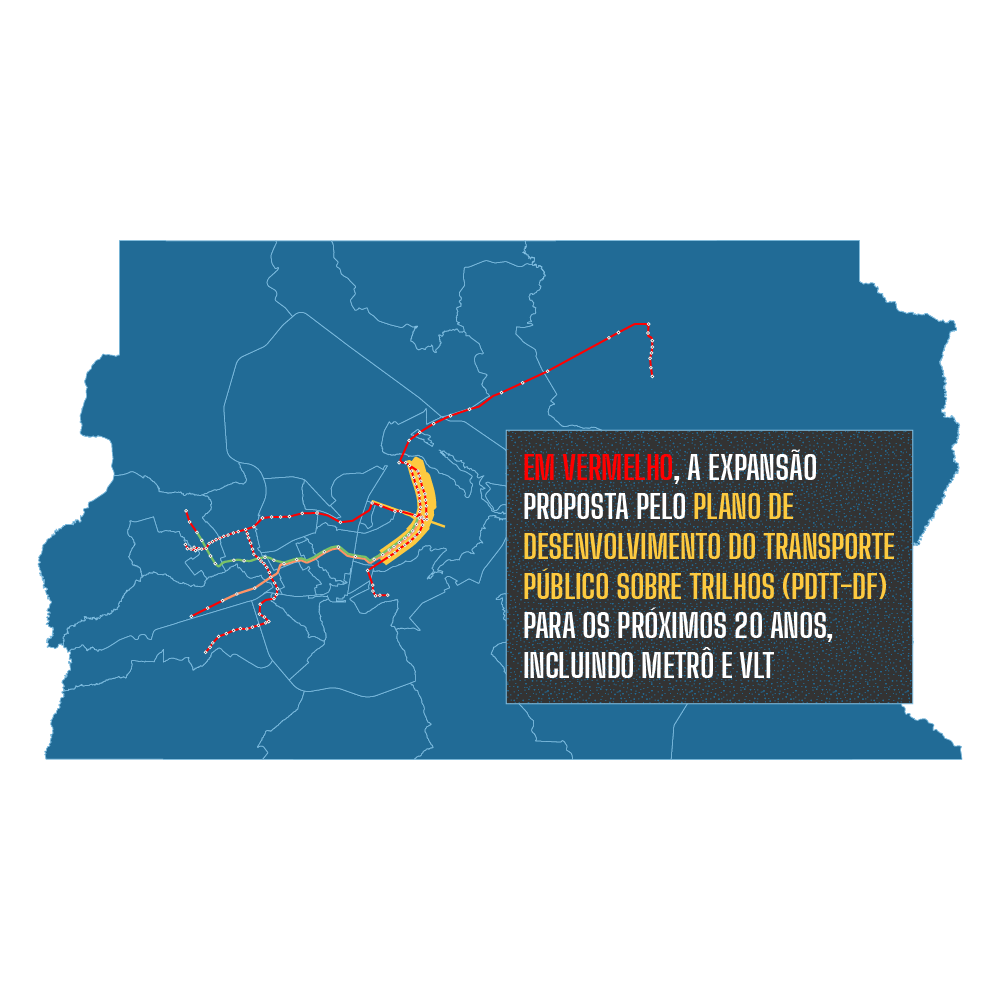 EM VERMELHO, A EXPANSÃO
PROPOSTA PELO PLANO DE
DESENVOLVIMENTO DO TRANSPORTE
PÚBLICO SOBRE TRILHOS (PDTT-DF)
PARA OS PRÓXIMOS 20 ANOS,
INCLUINDO METRÔ E VLT